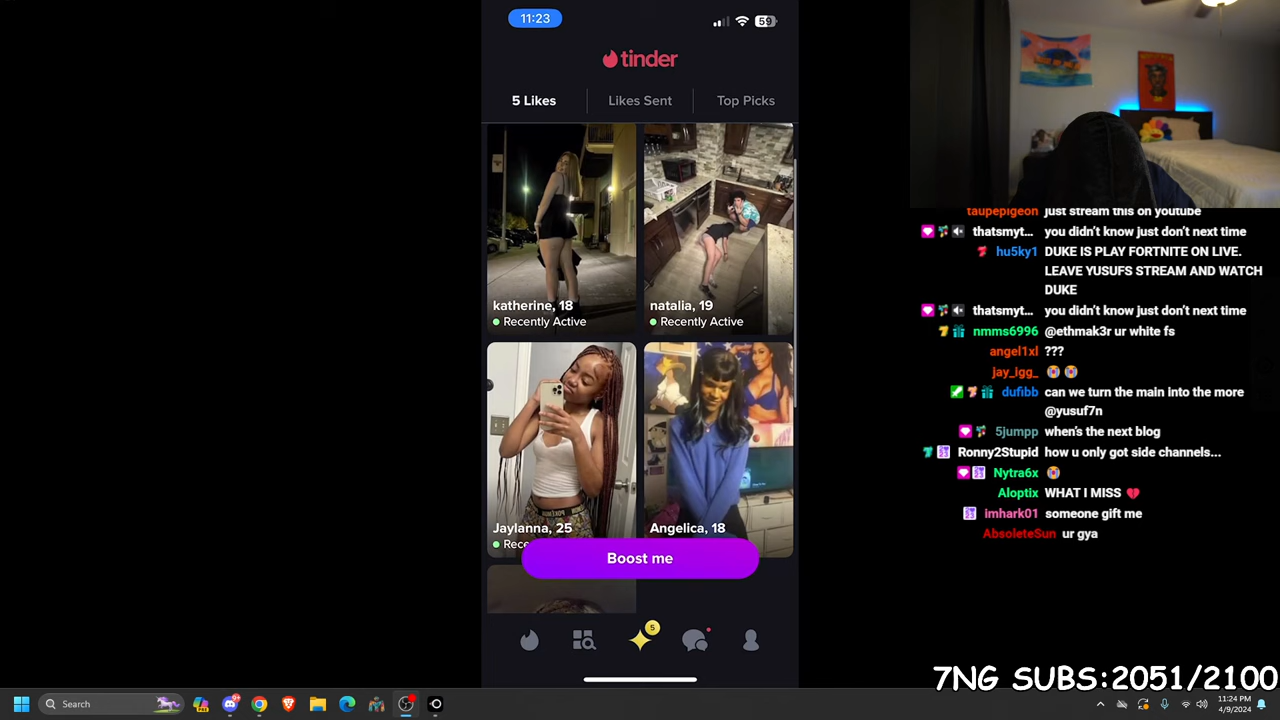 11:23
59
tinder
5 Likes
Likes Sent
Top Picks
katherine, 18
Recently Active
natalia, 19
Recently Active
Jaylanna, 25
Rece
Angelica, 18
Boost me
5
taupepigeon just stream this on youtube
thatsmyt... you didn't know just don't next time
hu5ky1 DUKE IS PLAY FORTNITE ON LIVE.
LEAVE YUSUFS STREAM AND WATCH
DUKE
thatsmyt... you didn't know just don't next time
nmms6996 @ethmak3r ur white fs
angel1xl ???
jay_igg_ 😭😭
dufibb can we turn the main into the more
@yusuf7n
5jumpp when's the next blog
Ronny2Stupid how u only got side channels...
Nytra6x 😭
Aloptix WHAT I MISS 💔
imhark01 someone gift me
AbsoleteSun ur gya
7NG SUBS:2051/2100
Search
11:24 PM
4/9/2024